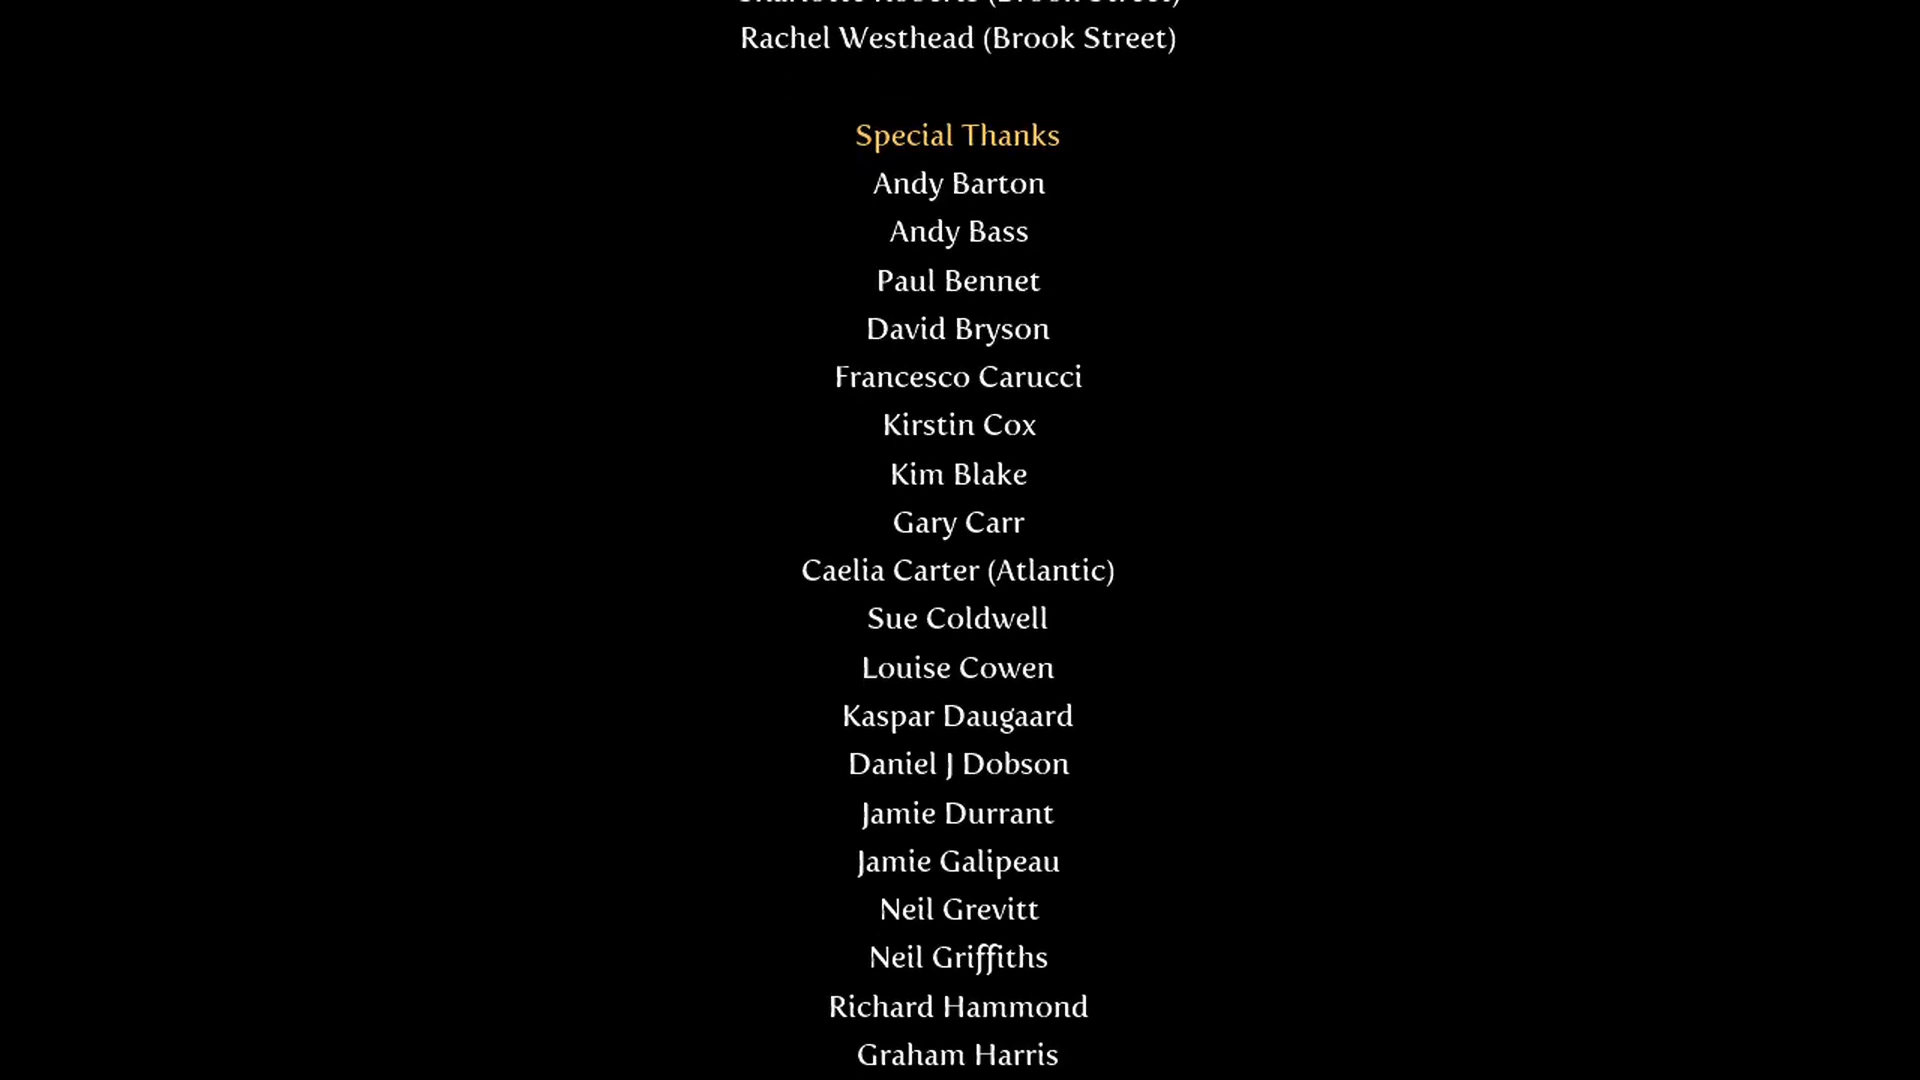 Rachel Westhead (Brook Street)
Special Thanks
Andy Barton
Andy Bass
Paul Bennet
David Bryson
Francesco Carucci
Kirstin Cox
Kim Blake
Gary Carr
Caelia Carter (Atlantic)
Sue Coldwell
Louise Cowen
Kaspar Daugaard
Daniel J Dobson
Jamie Durrant
Jamie Galipeau
Neil Grevitt
Neil Griffiths
Richard Hammond
Graham Harris